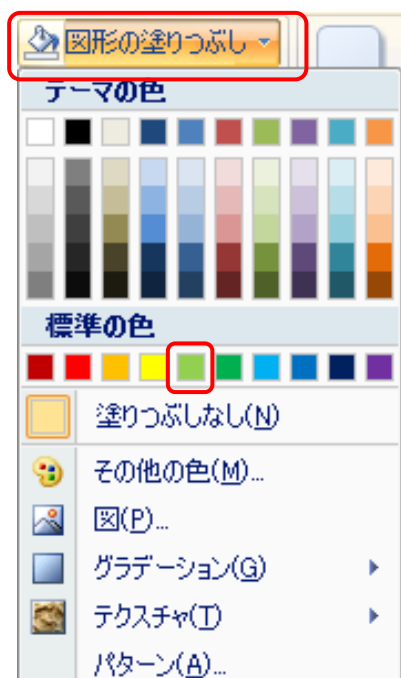 図形の塗りつぶし
テーマの色
標準の色
塗りつぶしなし(N)
その他の色(M)...
図(P)...
グラデーション(G)
テクスチャ(T)
パターン(A)...